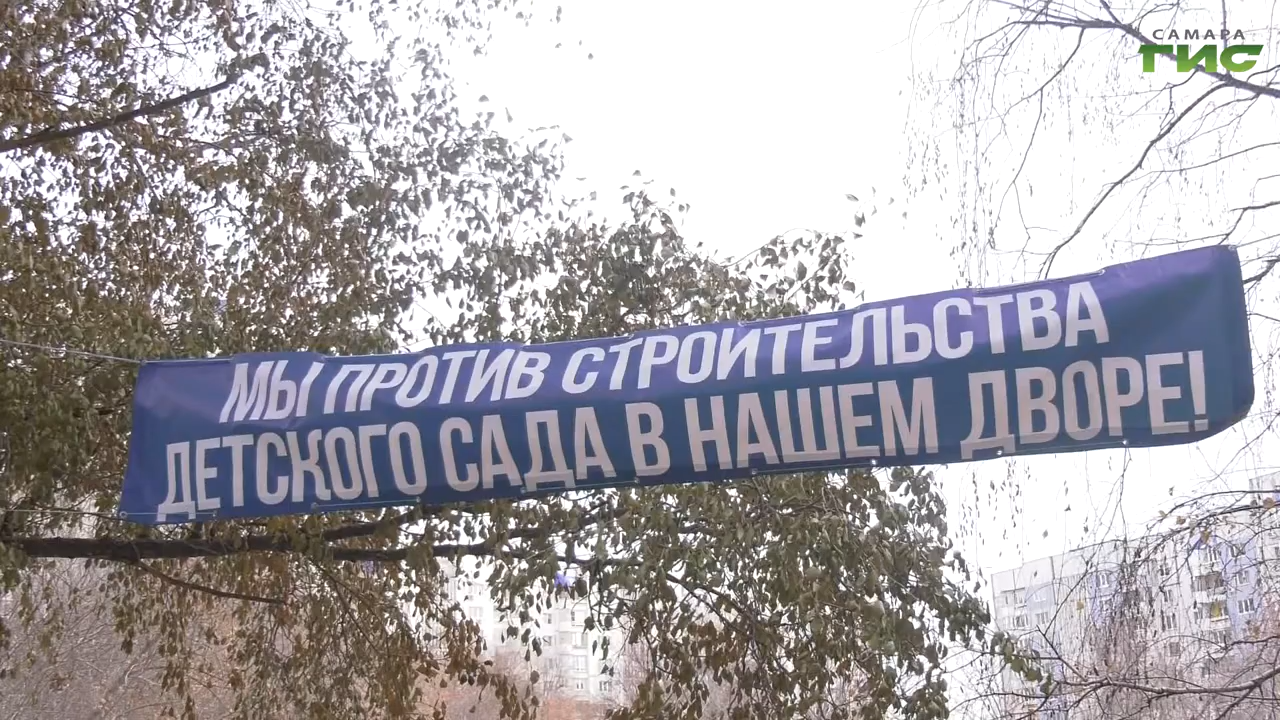 САМАРА
ГИС
МЫ ПРОТИВ СТРОИТЕЛЬСТВА
ДЕТСКОГО САДА В НАШЕМ ДВОРЕ!